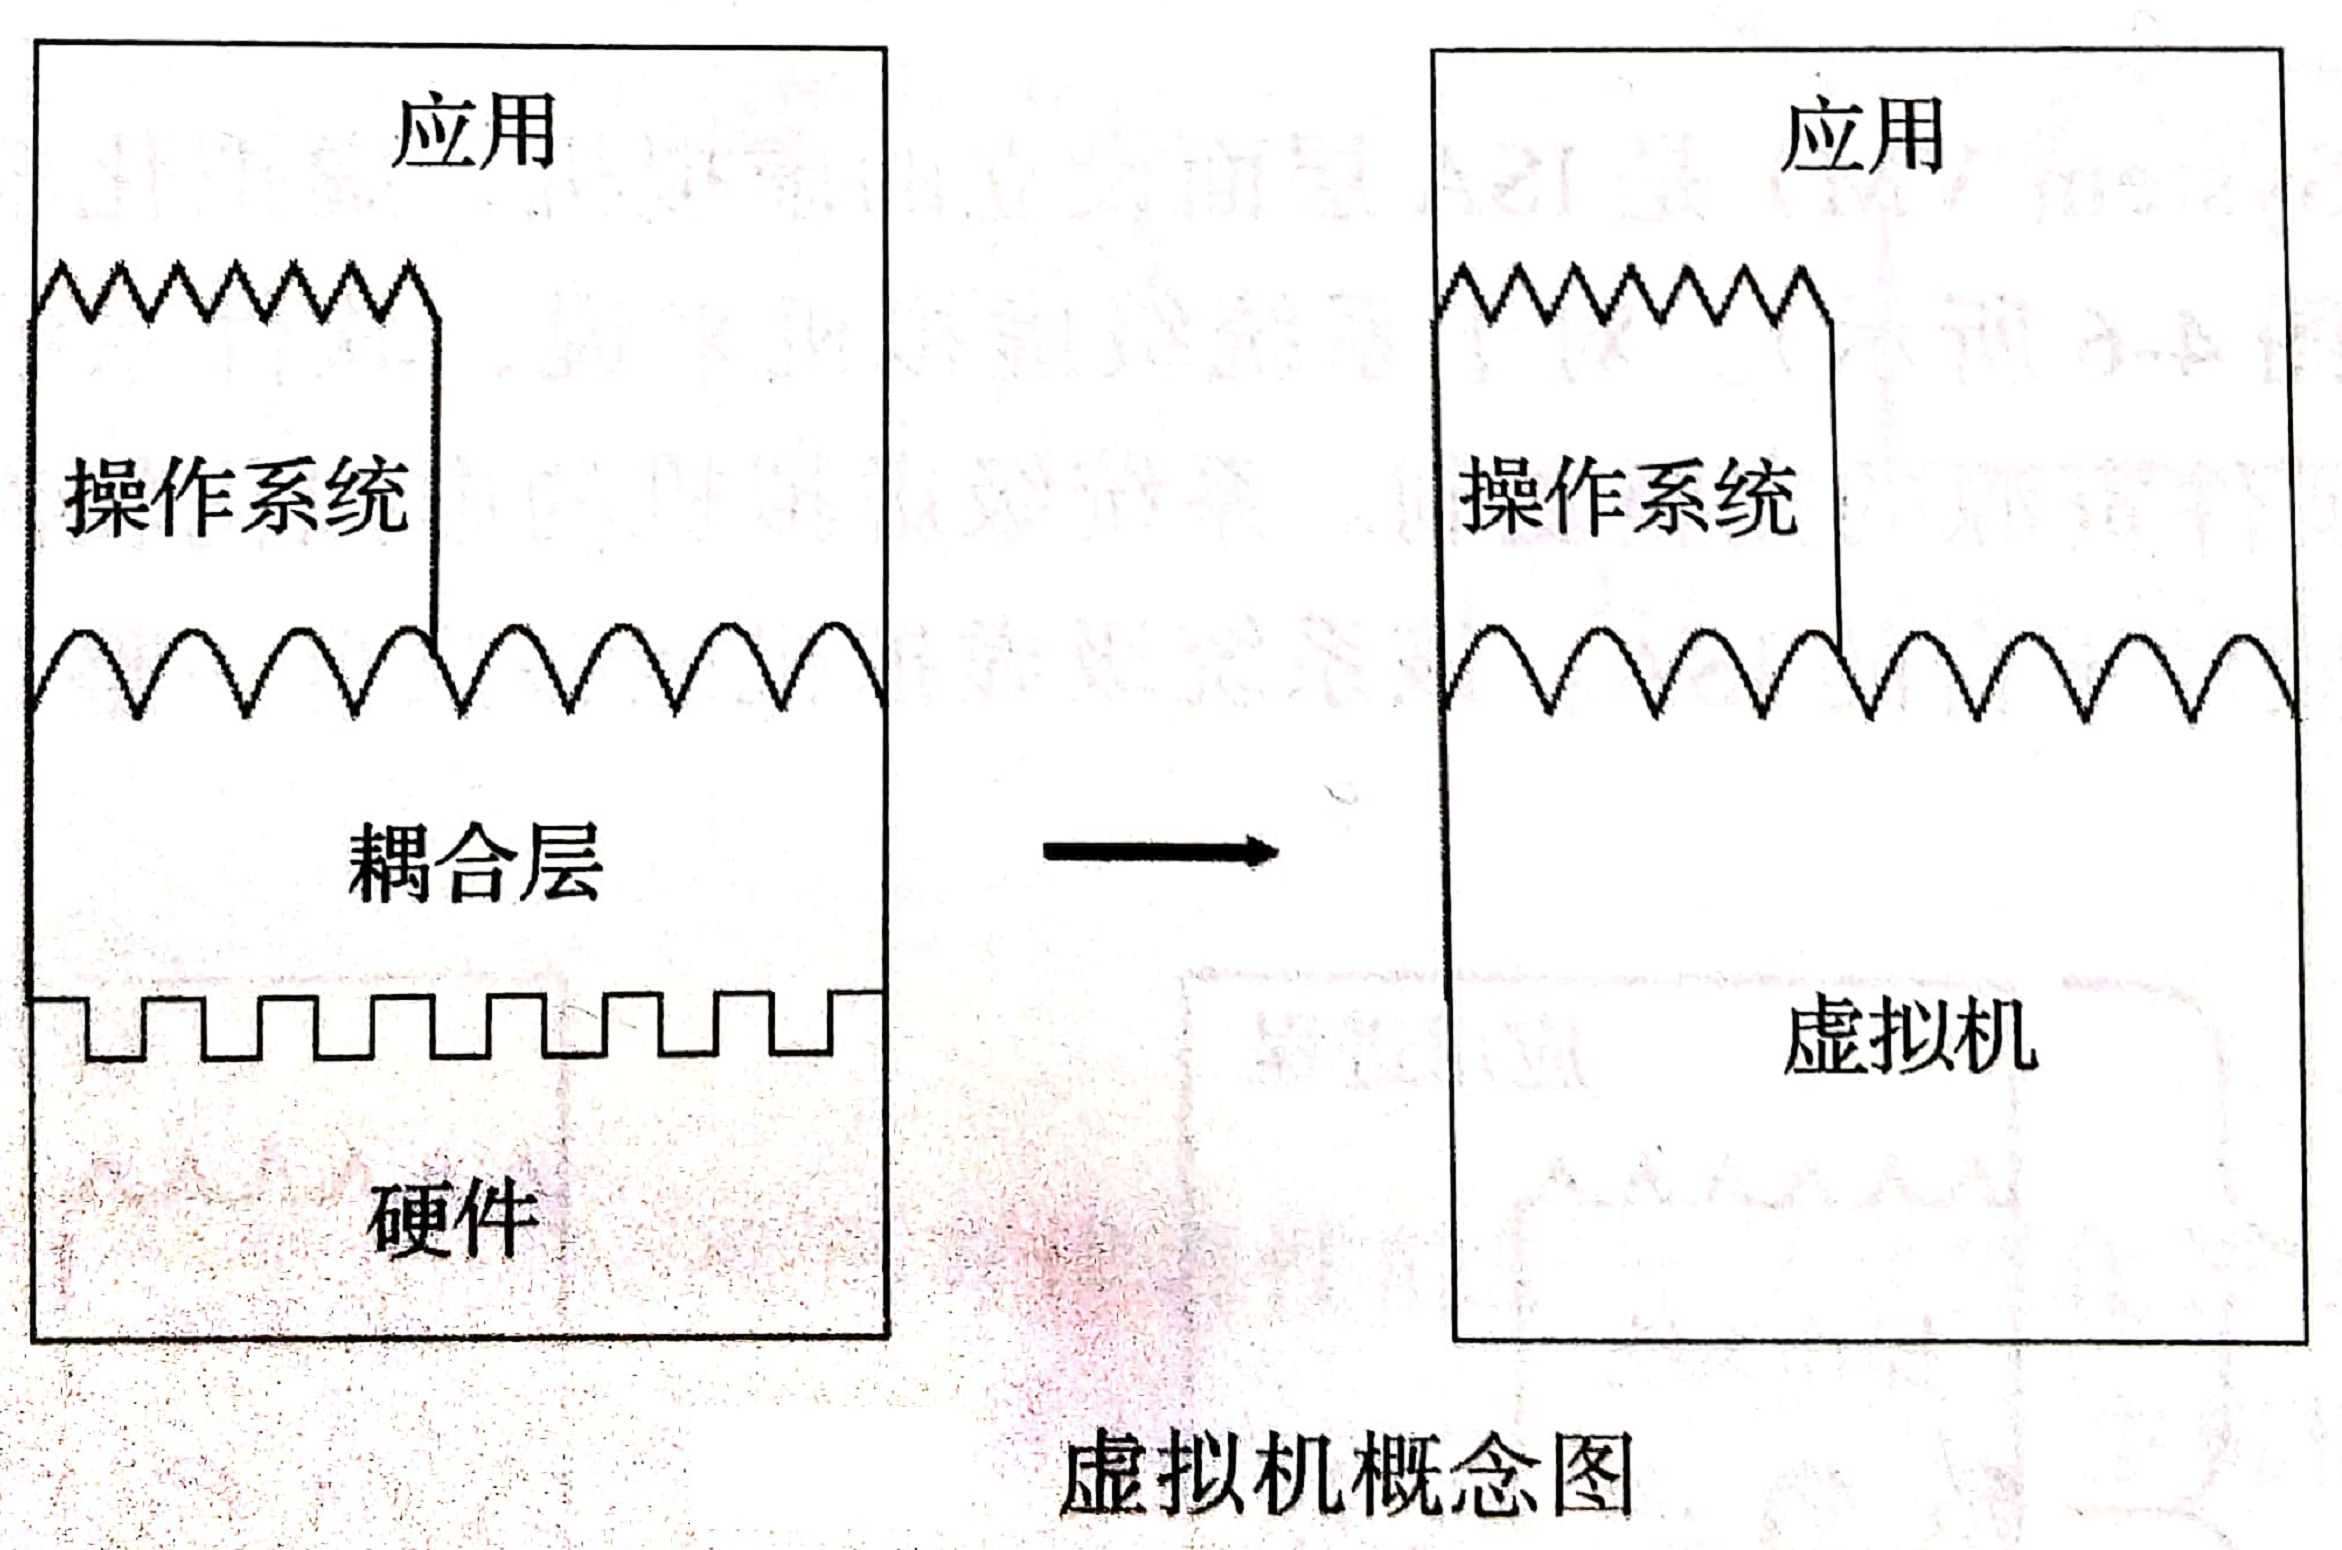 应用
操作系统
耦合层
硬件
应用
操作系统
虚拟机
虚拟机概念图